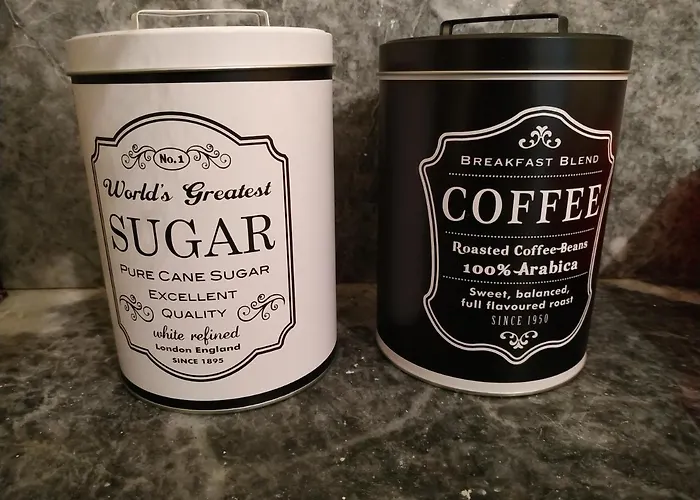 No.1
World's Greatest
SUGAR
PURE CANE SUGAR
EXCELLENT
QUALITY
white refined
London England
SINCE 1895
BREAKFAST BLEND
COFFEE
Roasted Coffee-Beans
100% Arabica
Sweet, balanced,
full flavoured roast
SINCE 1950